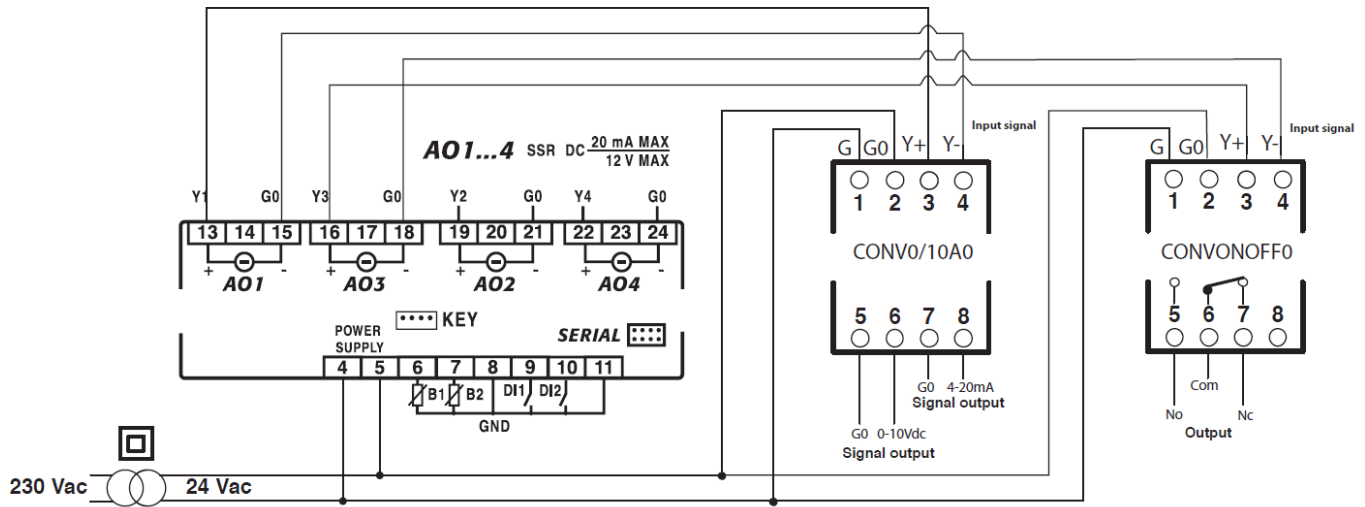 AO1...4 SSR DC 20 mA MAX
12 V MAX
Input signal
Input signal
G G0 Y+ Y-
G G0 Y+ Y-
Y1 G0 Y3 G0 Y2 G0 Y4 G0
13 14 15 16 17 18 19 20 21 22 23 24
+ - + - + - + -
AO1 AO3 AO2 AO4
1 2 3 4
CONV0/10A0
5 6 7 8
1 2 3 4
CONVONOFF0
5 6 7 8
KEY
POWER
SUPPLY
SERIAL
4 5 6 7 8 9 10 11
B1 B2 DI1 DI2
GND
G0 4-20mA
Signal output
G0 0-10Vdc
Signal output
Com
No Nc
Output
230 Vac 24 Vac